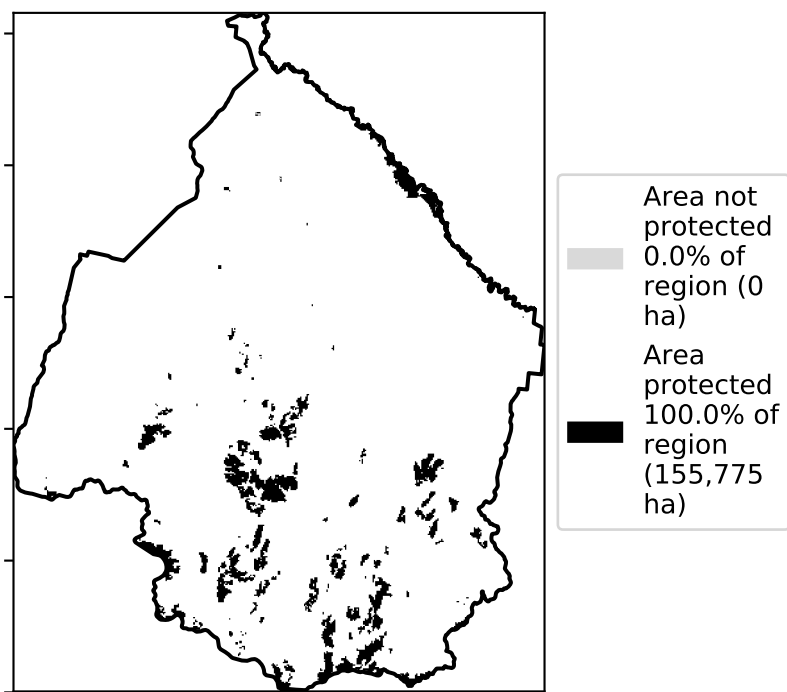 Area not
protected
0.0% of
region (0
ha)
Area
protected
100.0% of
region
(155,775
ha)